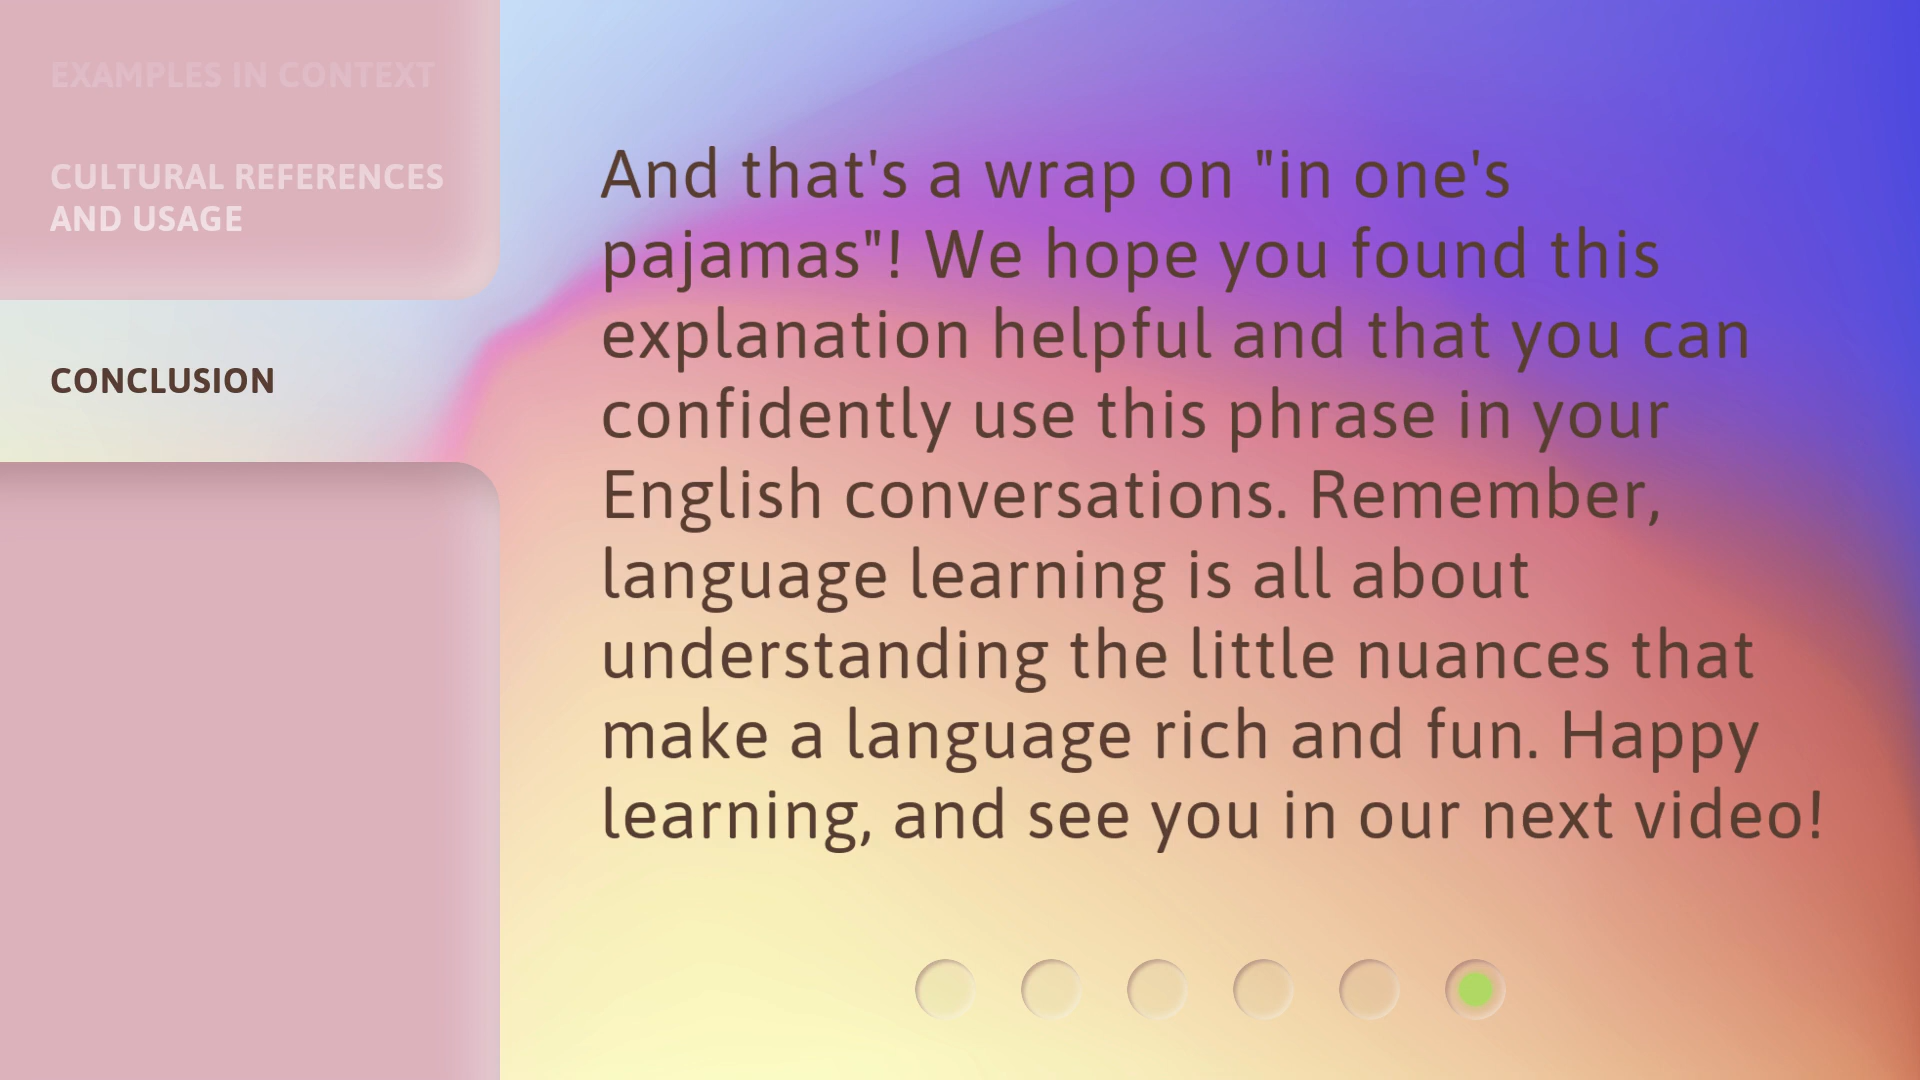 EXAMPLES IN CONTEXT
CULTURAL REFERENCES
AND USAGE
CONCLUSION
And that's a wrap on "in one's
pajamas"! We hope you found this
explanation helpful and that you can
confidently use this phrase in your
English conversations. Remember,
language learning is all about
understanding the little nuances that
make a language rich and fun. Happy
learning, and see you in our next video!